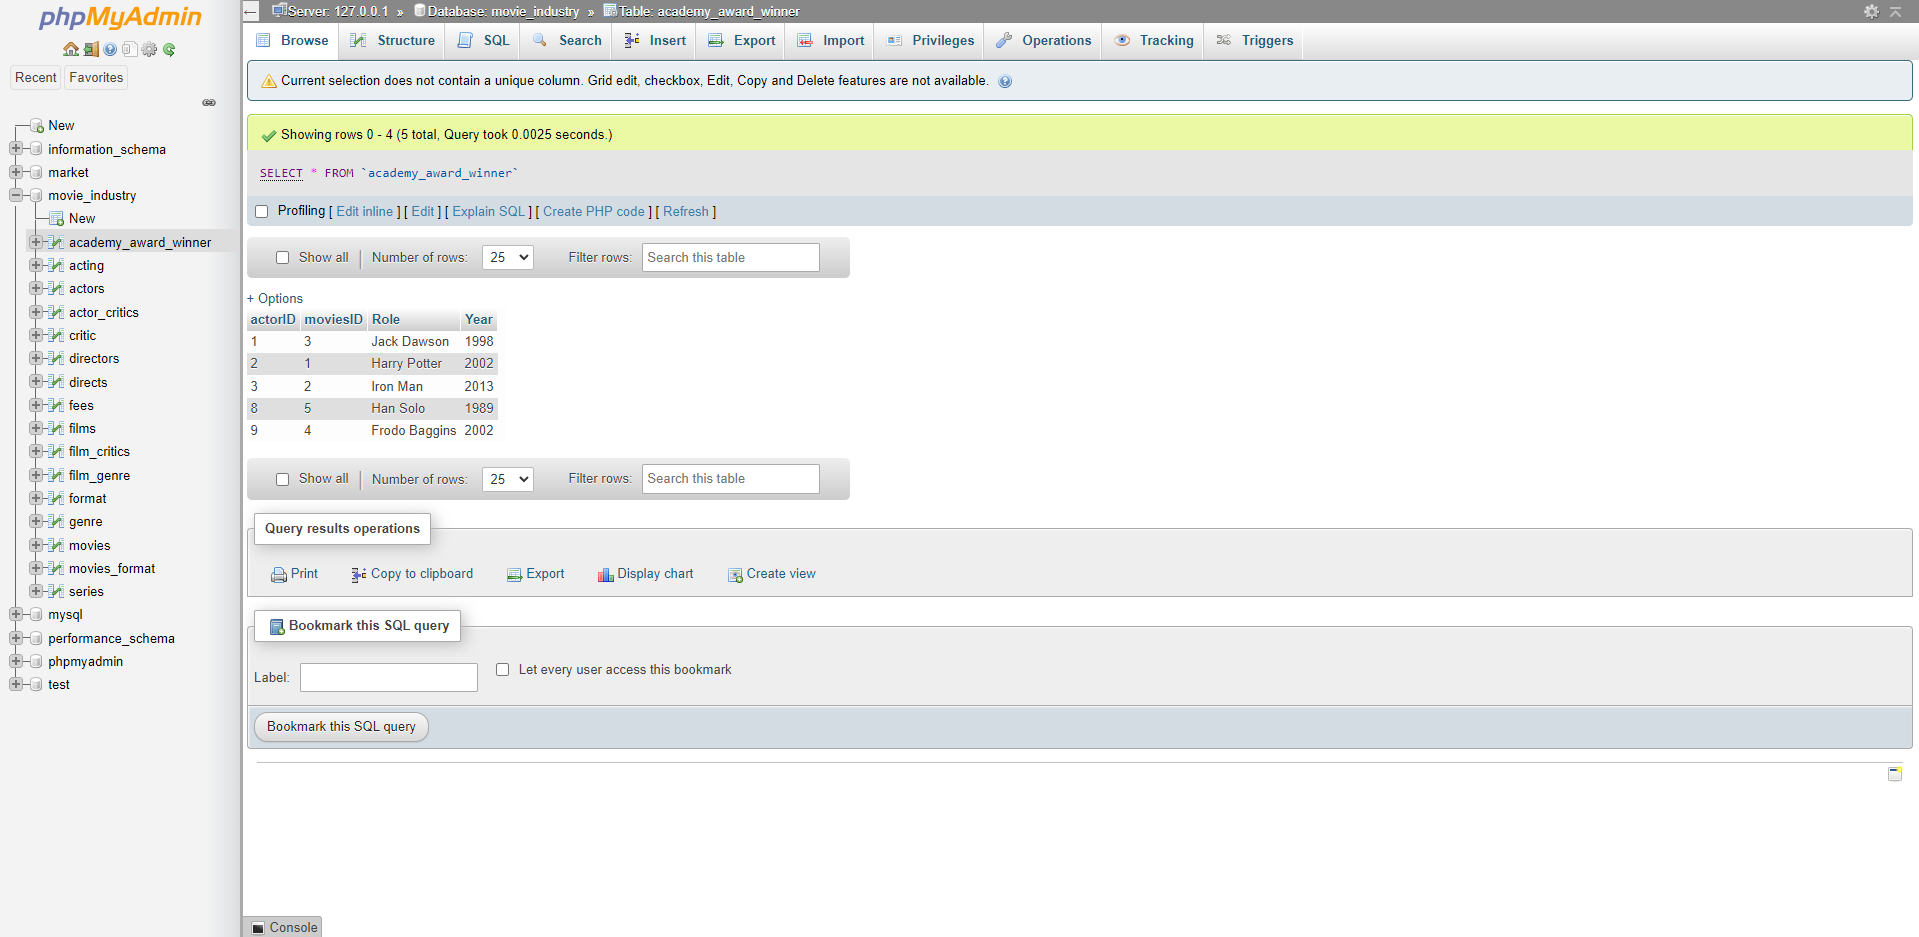 phpMyAdmin
Recent Favorites
New
information_schema
market
movie_industry
New
academy_award_winner
acting
actors
actor_critics
critic
directors
directs
fees
films
film_critics
film_genre
format
genre
movies
movies_format
series
mysql
performance_schema
phpmyadmin
test
Server: 127.0.0.1 » Database: movie_industry » Table: academy_award_winner
Browse Structure SQL Search Insert Export Import Privileges Operations Tracking Triggers
Current selection does not contain a unique column. Grid edit, checkbox, Edit, Copy and Delete features are not available.
Showing rows 0 - 4 (5 total, Query took 0.0025 seconds.)
SELECT * FROM `academy_award_winner`
Profiling [ Edit inline ] [ Edit ] [ Explain SQL ] [ Create PHP code ] [ Refresh ]
Show all | Number of rows: 25 Filter rows: Search this table
+ Options
actorID moviesID Role Year
1 3 Jack Dawson 1998
2 1 Harry Potter 2002
3 2 Iron Man 2013
8 5 Han Solo 1989
9 4 Frodo Baggins 2002
Show all | Number of rows: 25 Filter rows: Search this table
Query results operations
Print Copy to clipboard Export Display chart Create view
Bookmark this SQL query
Label: Let every user access this bookmark
Bookmark this SQL query
Console